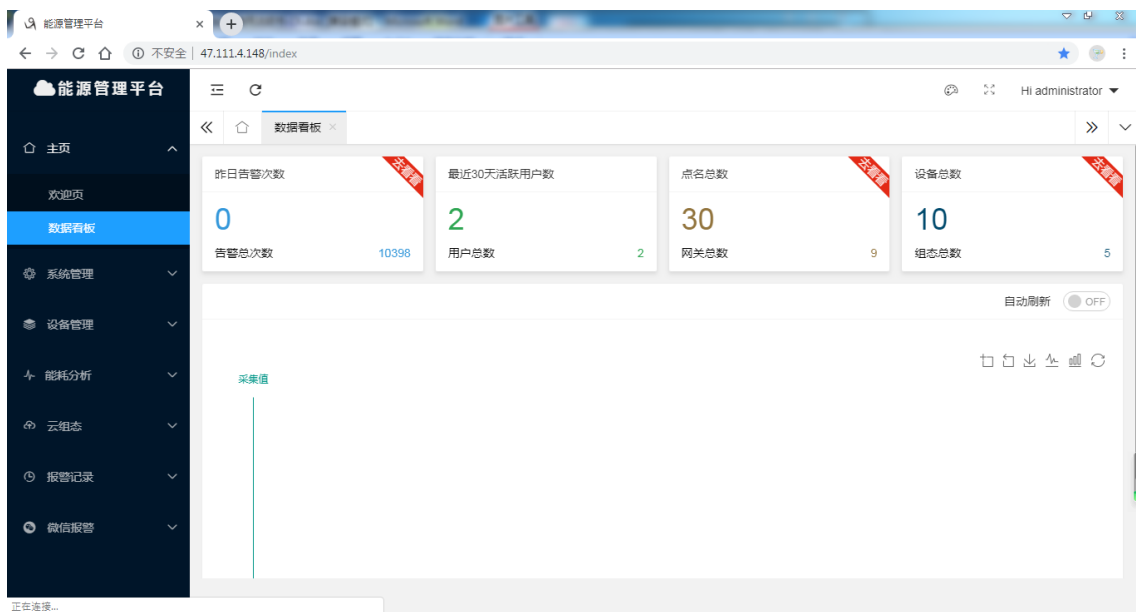 能源管理平台
不安全 | 47.111.4.148/index
能源管理平台
Hi administrator
数据看板
主页
欢迎页
数据看板
系统管理
设备管理
能耗分析
云组态
报警记录
微信报警
昨日告警次数
去看看
0
告警总次数 10398
最近30天活跃用户数
2
用户总数 2
点名总数
去看看
30
网关总数 9
设备总数
去看看
10
组态总数 5
自动刷新 OFF
采集值
正在连接...